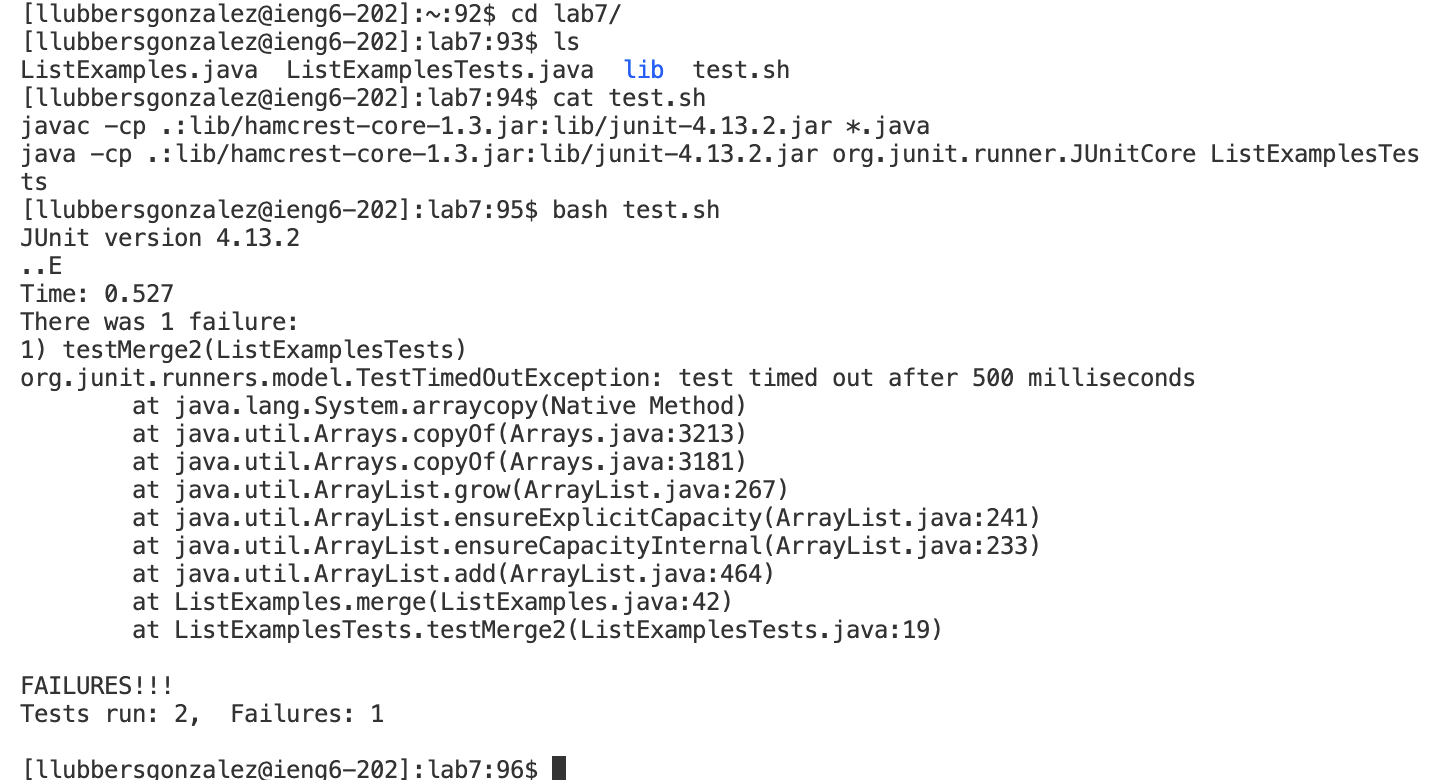 [llubbersgonzalez@ieng6-202]:~:92$ cd lab7/
[llubbersgonzalez@ieng6-202]:lab7:93$ ls
ListExamples.java  ListExamplesTests.java  lib  test.sh
[llubbersgonzalez@ieng6-202]:lab7:94$ cat test.sh
javac -cp .:lib/hamcrest-core-1.3.jar:lib/junit-4.13.2.jar *.java
java -cp .:lib/hamcrest-core-1.3.jar:lib/junit-4.13.2.jar org.junit.runner.JUnitCore ListExamplesTes
ts
[llubbersgonzalez@ieng6-202]:lab7:95$ bash test.sh
JUnit version 4.13.2
..E
Time: 0.527
There was 1 failure:
1) testMerge2(ListExamplesTests)
org.junit.runners.model.TestTimedOutException: test timed out after 500 milliseconds
        at java.lang.System.arraycopy(Native Method)
        at java.util.Arrays.copyOf(Arrays.java:3213)
        at java.util.Arrays.copyOf(Arrays.java:3181)
        at java.util.ArrayList.grow(ArrayList.java:267)
        at java.util.ArrayList.ensureExplicitCapacity(ArrayList.java:241)
        at java.util.ArrayList.ensureCapacityInternal(ArrayList.java:233)
        at java.util.ArrayList.add(ArrayList.java:464)
        at ListExamples.merge(ListExamples.java:42)
        at ListExamplesTests.testMerge2(ListExamplesTests.java:19)

FAILURES!!!
Tests run: 2,  Failures: 1

[llubbersgonzalez@ieng6-202]:lab7:96$